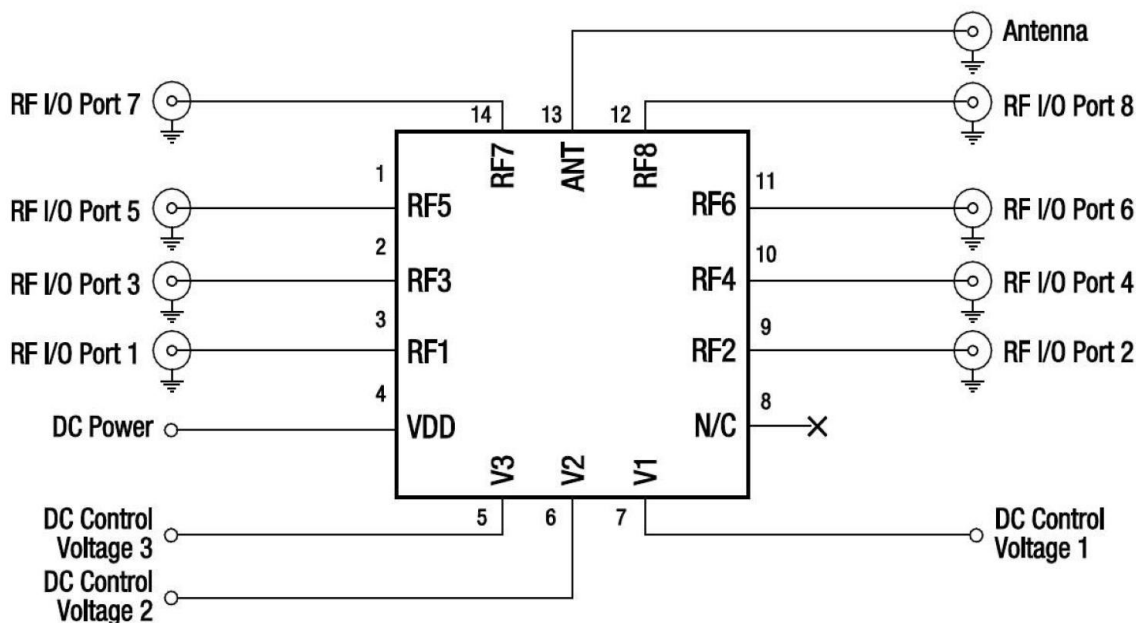 Antenna
RF I/O Port 7
RF I/O Port 8
14
13
12
RF7
ANT
RF8
1
11
RF I/O Port 5
RF5
RF6
RF I/O Port 6
2
10
RF I/O Port 3
RF3
RF4
RF I/O Port 4
3
9
RF I/O Port 1
RF1
RF2
RF I/O Port 2
4
8
DC Power
VDD
N/C
V3
V2
V1
5
6
7
DC Control
Voltage 3
DC Control
Voltage 1
DC Control
Voltage 2